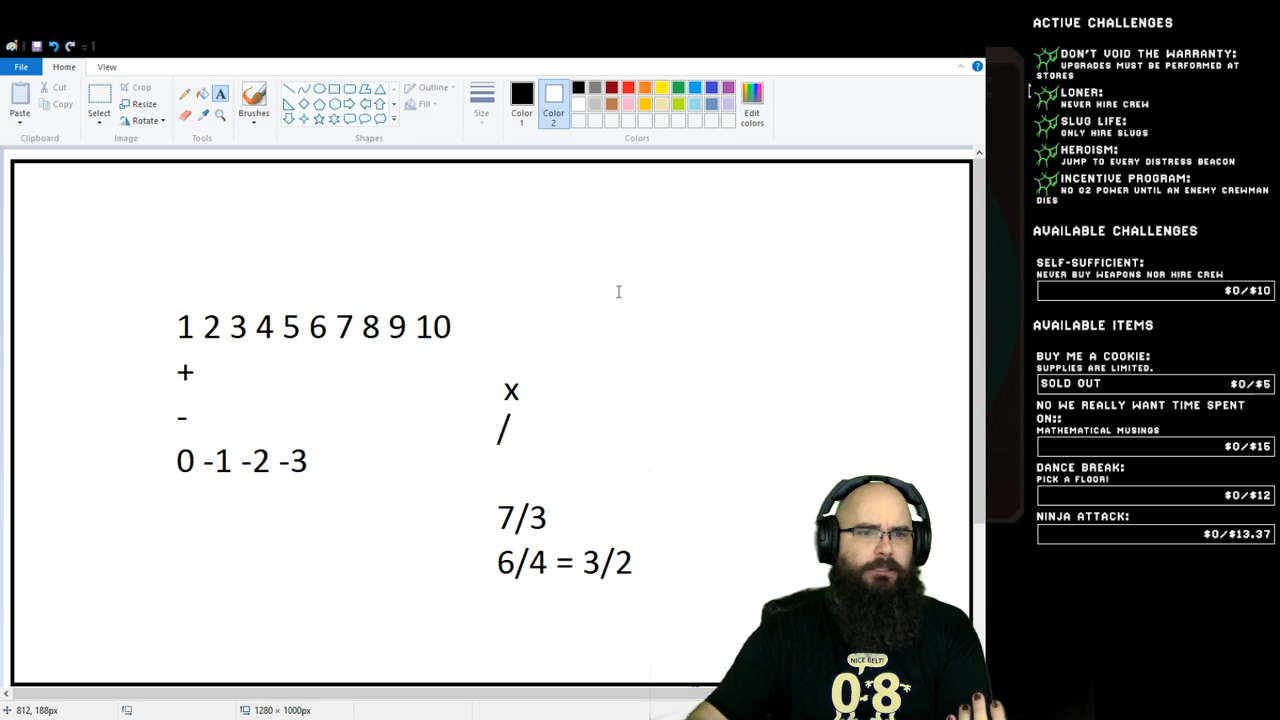 File
Home
View
Paste
Cut
Copy
Clipboard
Select
Crop
Resize
Rotate
Image
Tools
Brushes
Shapes
Outline
Fill
Size
Color 1
Color 2
Edit colors
Colors
1 2 3 4 5 6 7 8 9 10
+
-
0 -1 -2 -3
x
/
7/3
6/4 = 3/2
812, 188px
1280 × 1000px
NICE BELT!
0 8
ACTIVE CHALLENGES
DON'T VOID THE WARRANTY:
UPGRADES MUST BE PERFORMED AT
STORES
LONER:
NEVER HIRE CREW
SLUG LIFE:
ONLY HIRE SLUGS
HEROISM:
JUMP TO EVERY DISTRESS BEACON
INCENTIVE PROGRAM:
NO O2 POWER UNTIL AN ENEMY CREWMAN
DIES
AVAILABLE CHALLENGES
SELF-SUFFICIENT:
NEVER BUY WEAPONS NOR HIRE CREW
$0/$10
AVAILABLE ITEMS
BUY ME A COOKIE:
SUPPLIES ARE LIMITED.
SOLD OUT $0/$5
NO WE REALLY WANT TIME SPENT
ON::
MATHEMATICAL MUSINGS
$0/$15
DANCE BREAK:
PICK A FLOOR!
$0/$12
NINJA ATTACK:
$0/$13.37